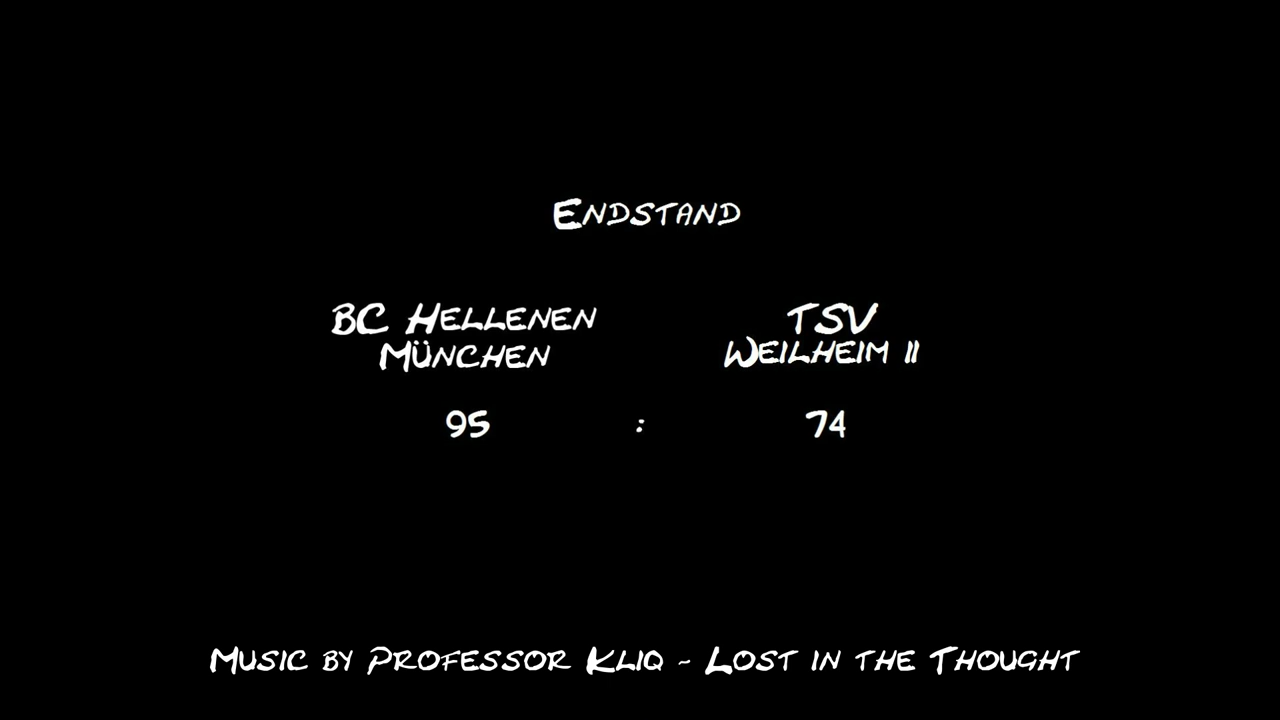 Endstand
BC Hellenen München
TSV Weilheim II
95 : 74
Music by Professor Kliq - Lost in the Thought